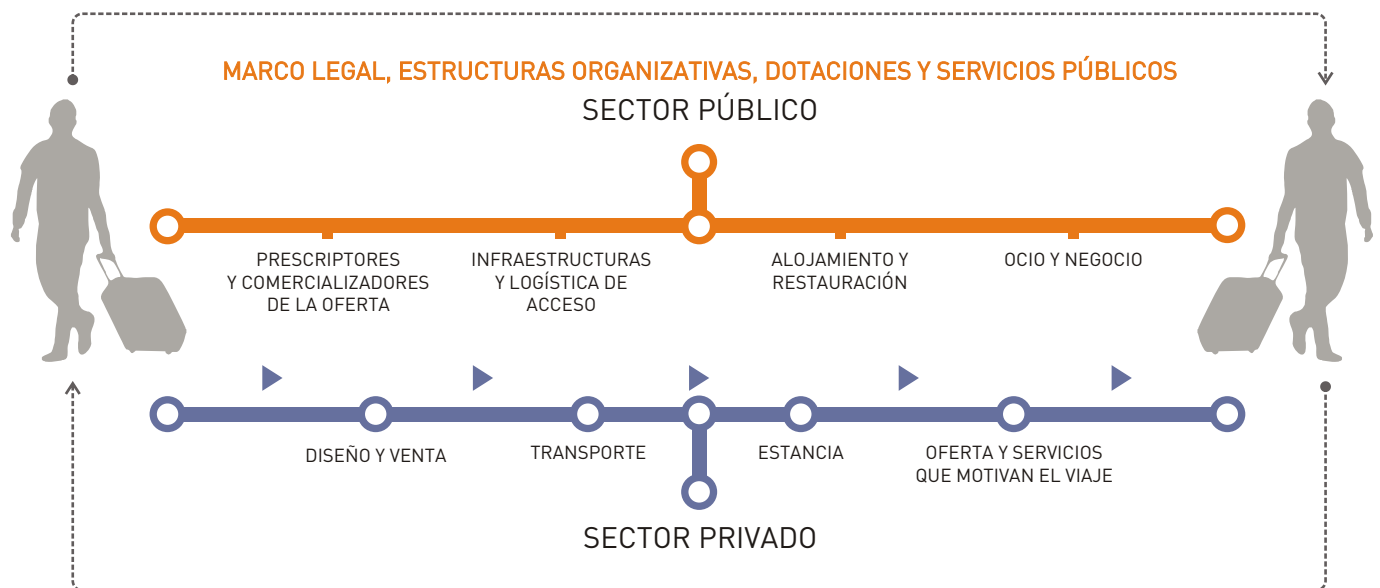 MARCO LEGAL, ESTRUCTURAS ORGANIZATIVAS, DOTACIONES Y SERVICIOS PÚBLICOS
SECTOR PÚBLICO
PRESCRIPTORES
Y COMERCIALIZADORES
DE LA OFERTA
INFRAESTRUCTURAS
Y LOGÍSTICA DE
ACCESO
ALOJAMIENTO Y
RESTAURACIÓN
OCIO Y NEGOCIO
DISEÑO Y VENTA
TRANSPORTE
ESTANCIA
OFERTA Y SERVICIOS
QUE MOTIVAN EL VIAJE
SECTOR PRIVADO